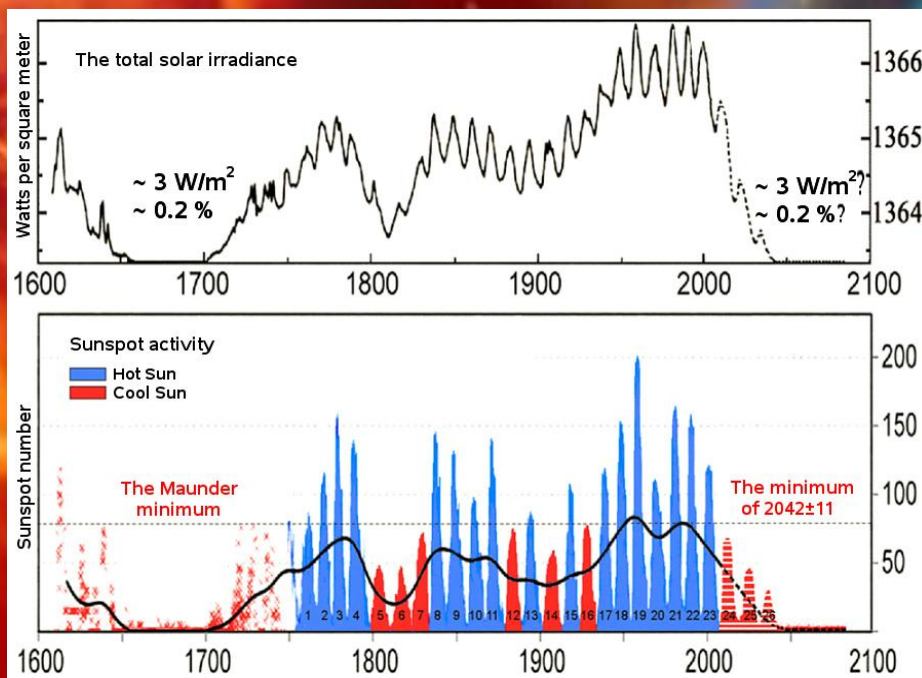 Watts per square meter
The total solar irradiance
1366
1365
1364
~ 3 W/m²
~ 0.2 %
~ 3 W/m²?
~ 0.2 %?
1600 1700 1800 1900 2000 2100
Sunspot number
Sunspot activity
Hot Sun
Cool Sun
The Maunder
minimum
The minimum
of 2042±11
200
150
100
50
1 2 3 4 5 6 7 8 9 10 11 12 13 14 15 16 17 18 19 20 21 22 23 24 25 26
1600 1700 1800 1900 2000 2100